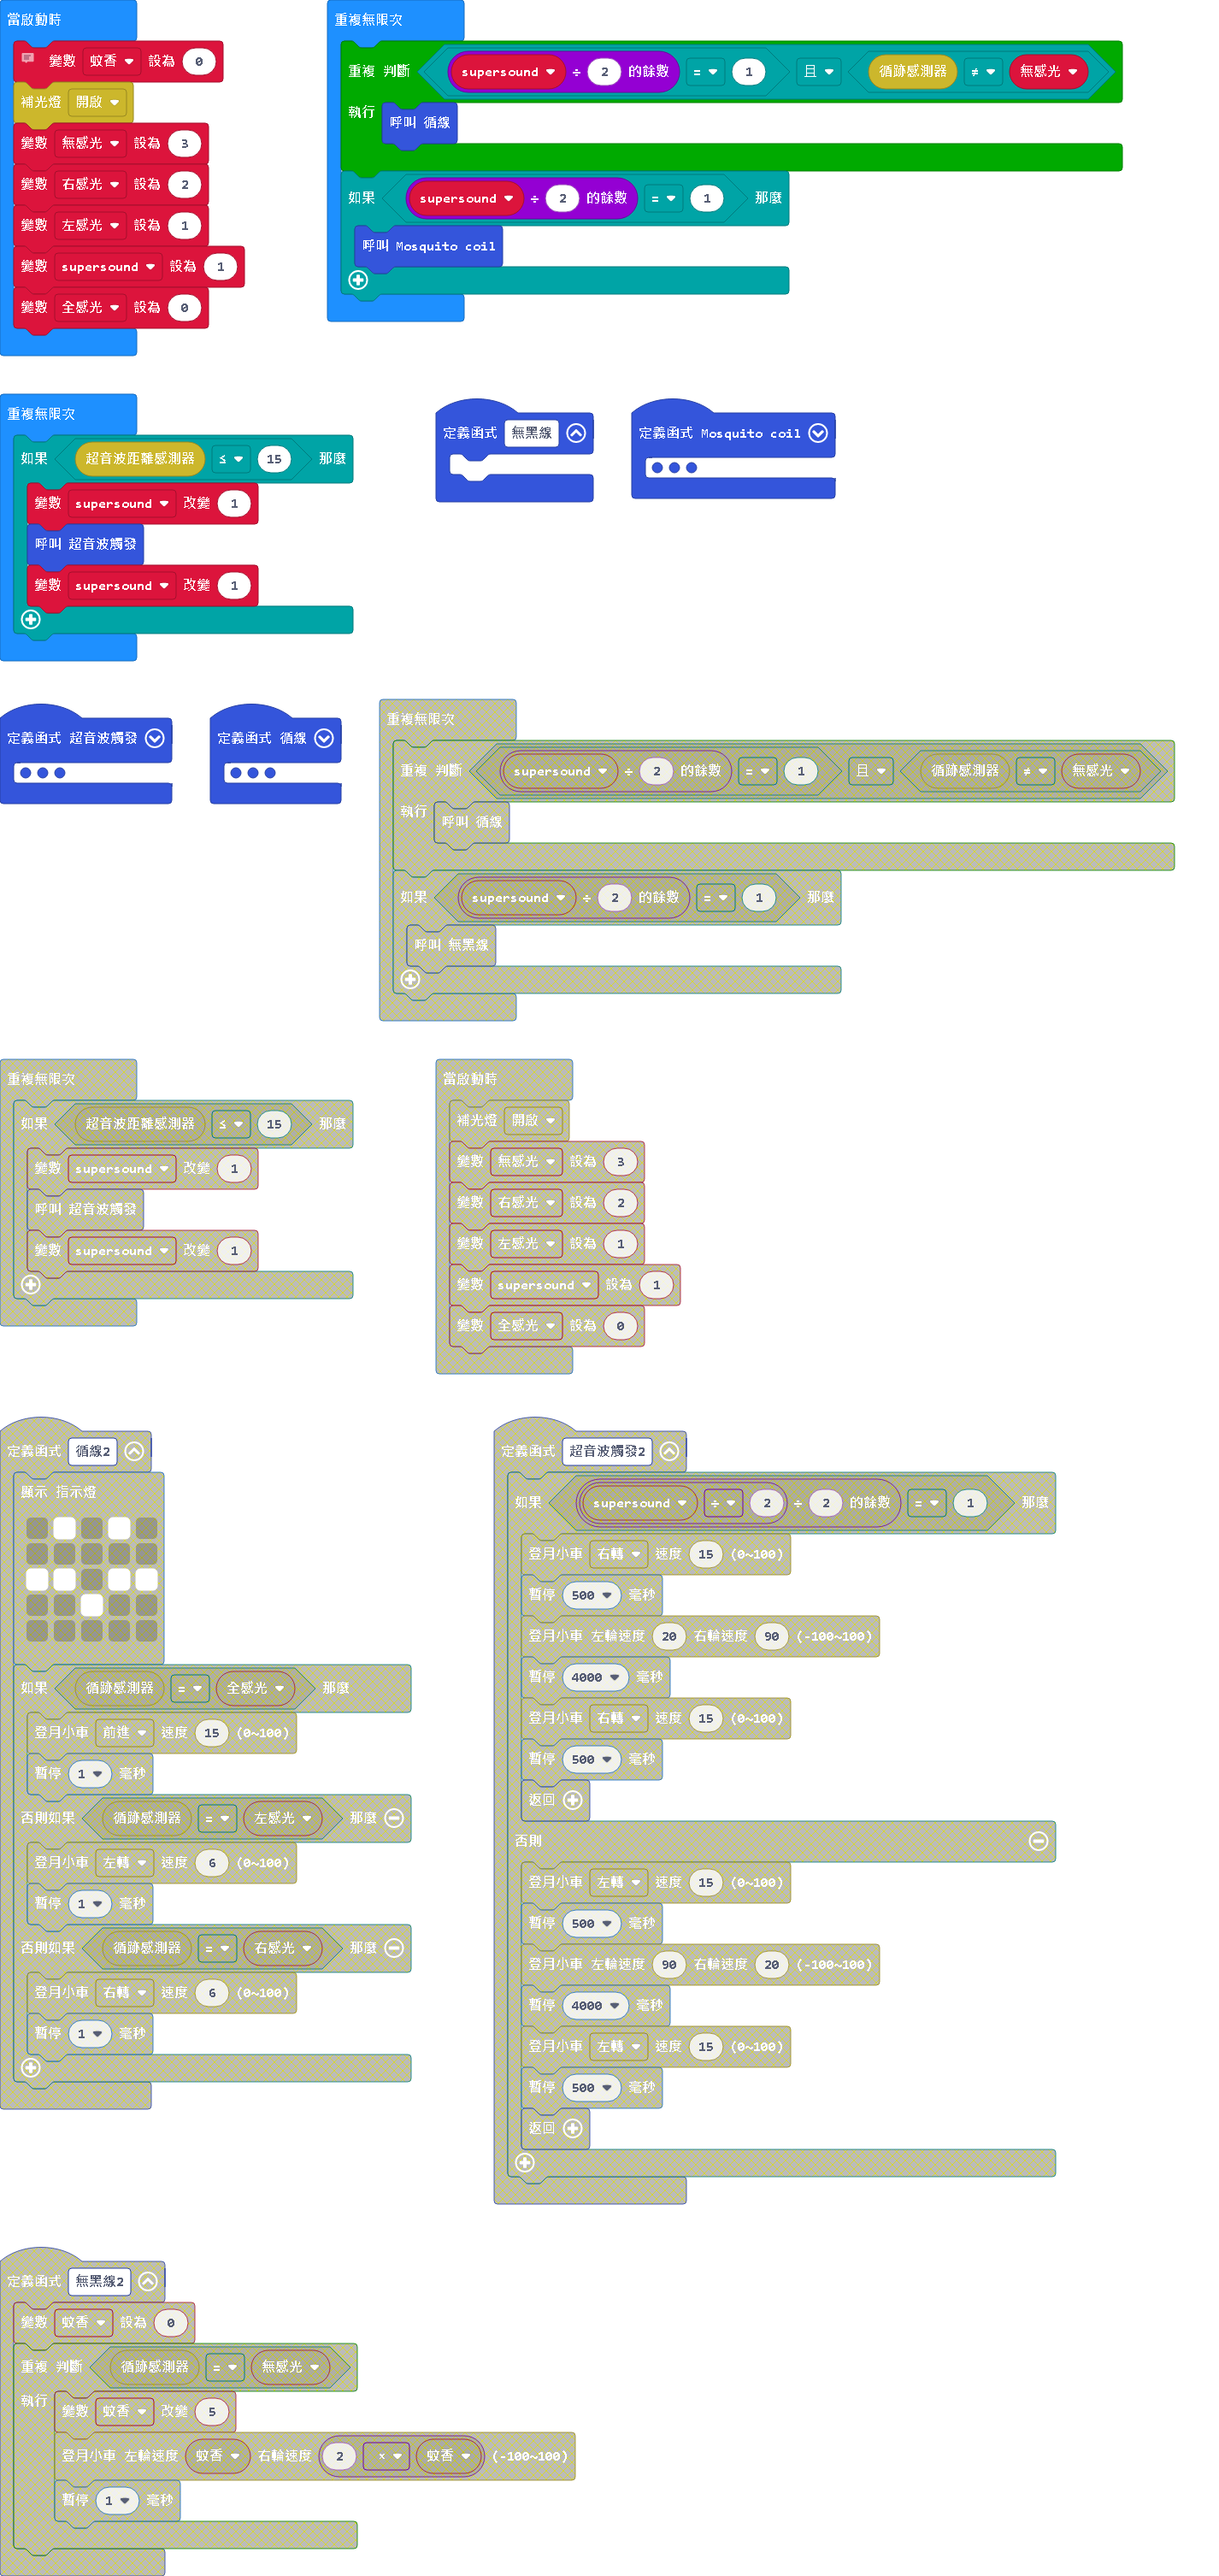 當啟動時
變數 蚊香 設為 0
補光燈 開啟
變數 無感光 設為 3
變數 右感光 設為 2
變數 左感光 設為 1
變數 supersound 設為 1
變數 全感光 設為 0
重複無限次
重複 判斷 supersound ÷ 2 的餘數 = 1 且 循跡感測器 ≠ 無感光
執行 呼叫 循線
如果 supersound ÷ 2 的餘數 = 1 那麼
呼叫 Mosquito coil
重複無限次
如果 超音波距離感測器 ≤ 15 那麼
變數 supersound 改變 1
呼叫 超音波觸發
變數 supersound 改變 1
定義函式 無黑線
定義函式 Mosquito coil
定義函式 超音波觸發
定義函式 循線
重複無限次
重複 判斷 supersound ÷ 2 的餘數 = 1 且 循跡感測器 ≠ 無感光
執行 呼叫 循線
如果 supersound ÷ 2 的餘數 = 1 那麼
呼叫 無黑線
重複無限次
如果 超音波距離感測器 ≤ 15 那麼
變數 supersound 改變 1
呼叫 超音波觸發
變數 supersound 改變 1
當啟動時
補光燈 開啟
變數 無感光 設為 3
變數 右感光 設為 2
變數 左感光 設為 1
變數 supersound 設為 1
變數 全感光 設為 0
定義函式 循線2
顯示 指示燈
如果 循跡感測器 = 全感光 那麼
登月小車 前進 速度 15 (0~100)
暫停 1 毫秒
否則如果 循跡感測器 = 左感光 那麼
登月小車 左轉 速度 6 (0~100)
暫停 1 毫秒
否則如果 循跡感測器 = 右感光 那麼
登月小車 右轉 速度 6 (0~100)
暫停 1 毫秒
定義函式 超音波觸發2
如果 supersound ÷ 2 ÷ 2 的餘數 = 1 那麼
登月小車 右轉 速度 15 (0~100)
暫停 500 毫秒
登月小車 左輪速度 20 右輪速度 90 (-100~100)
暫停 4000 毫秒
登月小車 右轉 速度 15 (0~100)
暫停 500 毫秒
返回
否則
登月小車 左轉 速度 15 (0~100)
暫停 500 毫秒
登月小車 左輪速度 90 右輪速度 20 (-100~100)
暫停 4000 毫秒
登月小車 左轉 速度 15 (0~100)
暫停 500 毫秒
返回
定義函式 無黑線2
變數 蚊香 設為 0
重複 判斷 循跡感測器 = 無感光
執行 變數 蚊香 改變 5
登月小車 左輪速度 蚊香 右輪速度 2 × 蚊香 (-100~100)
暫停 1 毫秒